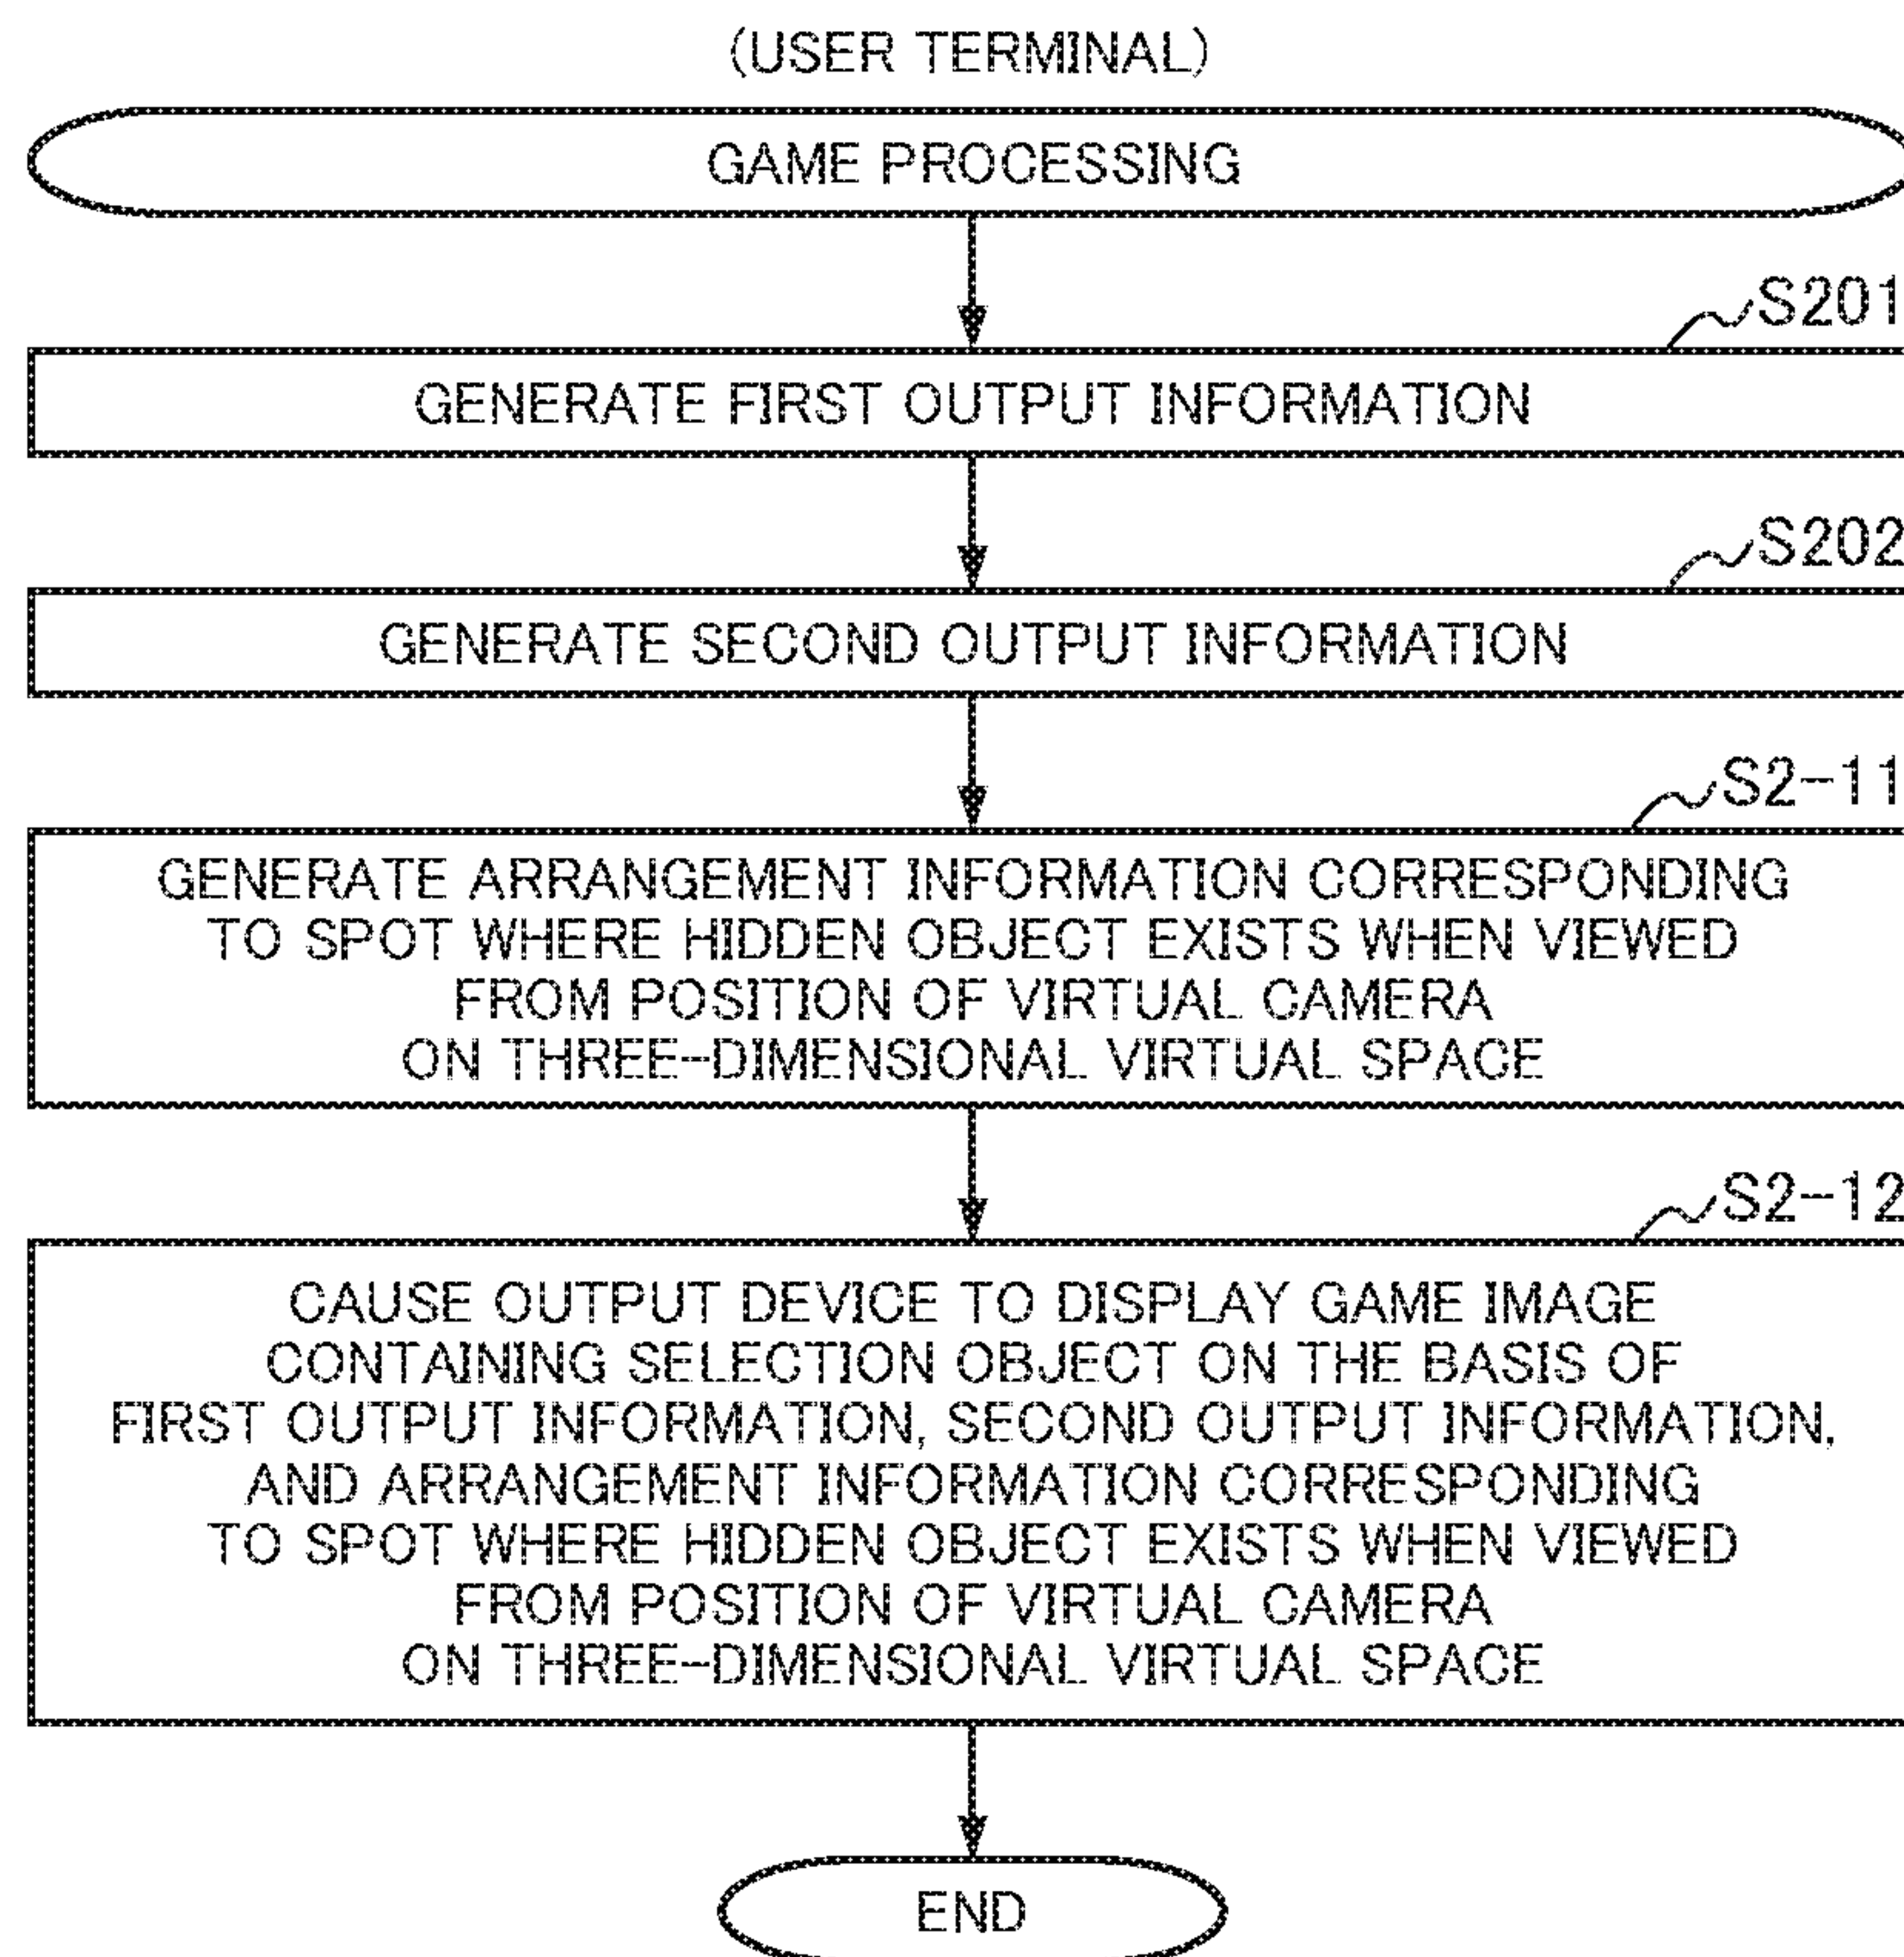 (USER TERMINAL)
GAME PROCESSING
S201
GENERATE FIRST OUTPUT INFORMATION
S202
GENERATE SECOND OUTPUT INFORMATION
S2-11
GENERATE ARRANGEMENT INFORMATION CORRESPONDING
TO SPOT WHERE HIDDEN OBJECT EXISTS WHEN VIEWED
FROM POSITION OF VIRTUAL CAMERA
ON THREE-DIMENSIONAL VIRTUAL SPACE
S2-12
CAUSE OUTPUT DEVICE TO DISPLAY GAME IMAGE
CONTAINING SELECTION OBJECT ON THE BASIS OF
FIRST OUTPUT INFORMATION, SECOND OUTPUT INFORMATION,
AND ARRANGEMENT INFORMATION CORRESPONDING
TO SPOT WHERE HIDDEN OBJECT EXISTS WHEN VIEWED
FROM POSITION OF VIRTUAL CAMERA
ON THREE-DIMENSIONAL VIRTUAL SPACE
END